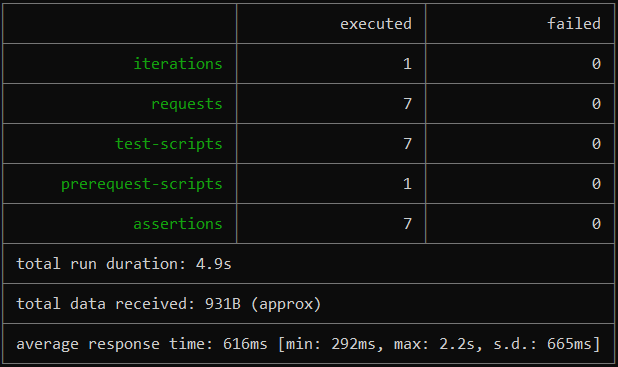 executed failed
iterations 1 0
requests 7 0
test-scripts 7 0
prerequest-scripts 1 0
assertions 7 0
total run duration: 4.9s
total data received: 931B (approx)
average response time: 616ms [min: 292ms, max: 2.2s, s.d.: 665ms]